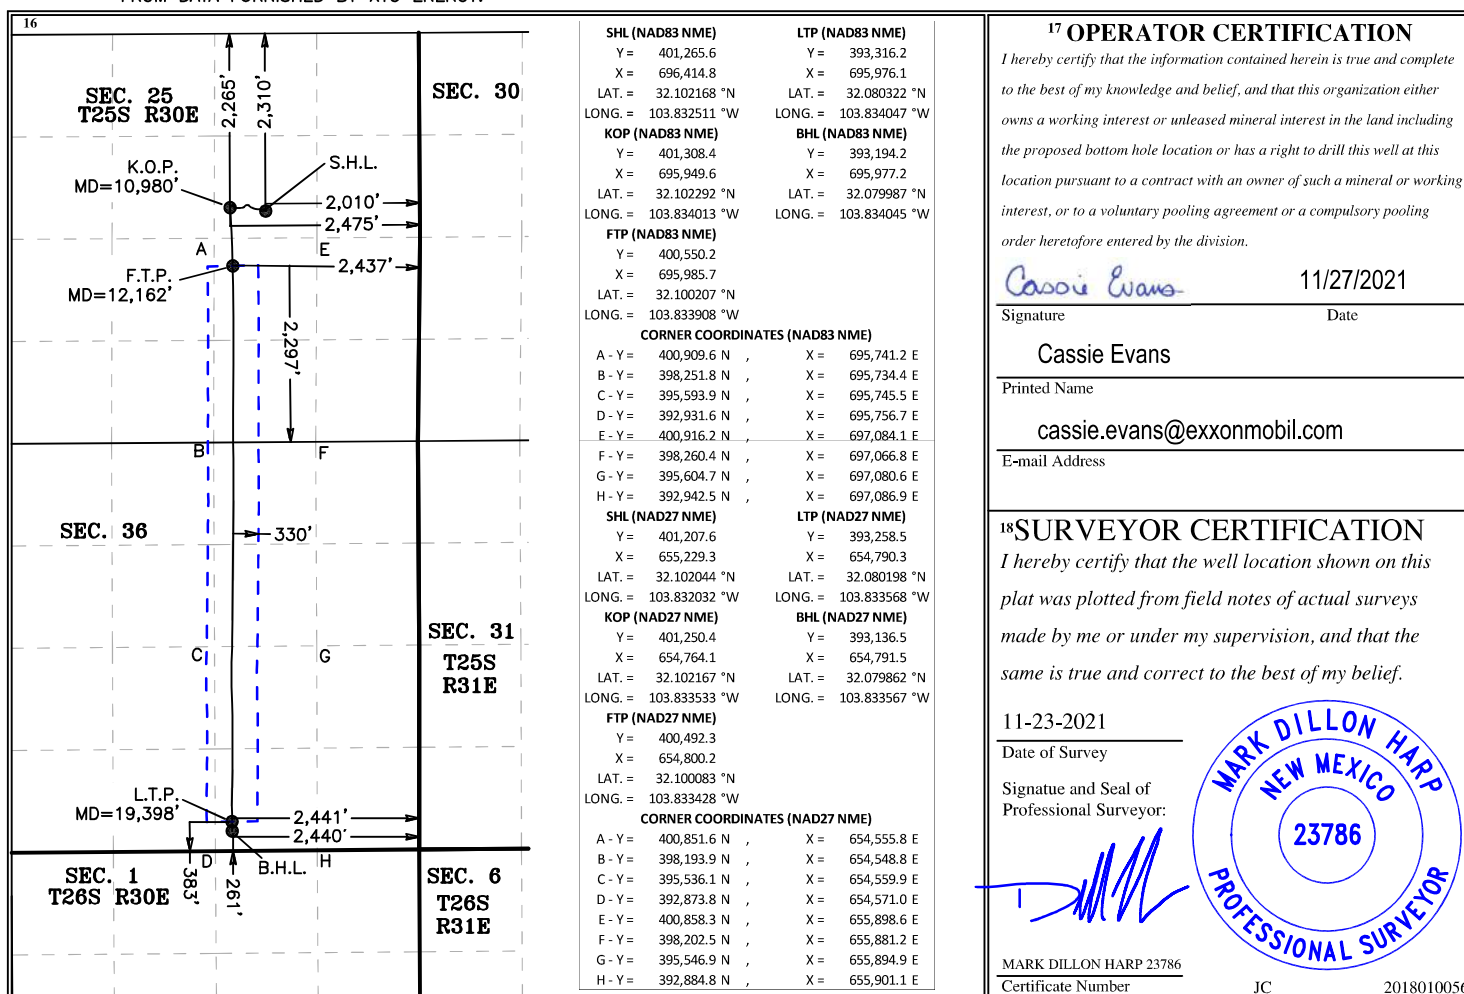 16
SEC. 25
T25S R30E
SEC. 30
2,265'
2,310'
K.O.P.
MD=10,980'
S.H.L.
2,010'
2,475'
A
E
F.T.P.
MD=12,162'
2,437'
2,297'
B
F
SEC. 36
330'
C
G
SEC. 31
T25S
R31E
L.T.P.
MD=19,398'
2,441'
2,440'
D
B.H.L.
H
383'
261'
SEC. 1
T26S R30E
SEC. 6
T26S
R31E
SHL (NAD83 NME) LTP (NAD83 NME)
Y = 401,265.6 Y = 393,316.2
X = 696,414.8 X = 695,976.1
LAT. = 32.102168 °N LAT. = 32.080322 °N
LONG. = 103.832511 °W LONG. = 103.834047 °W
KOP (NAD83 NME) BHL (NAD83 NME)
Y = 401,308.4 Y = 393,194.2
X = 695,949.6 X = 695,977.2
LAT. = 32.102292 °N LAT. = 32.079987 °N
LONG. = 103.834013 °W LONG. = 103.834045 °W
FTP (NAD83 NME)
Y = 400,550.2
X = 695,985.7
LAT. = 32.100207 °N
LONG. = 103.833908 °W
CORNER COORDINATES (NAD83 NME)
A - Y = 400,909.6 N , X = 695,741.2 E
B - Y = 398,251.8 N , X = 695,734.4 E
C - Y = 395,593.9 N , X = 695,745.5 E
D - Y = 392,931.6 N , X = 695,756.7 E
E - Y = 400,916.2 N , X = 697,084.1 E
F - Y = 398,260.4 N , X = 697,066.8 E
G - Y = 395,604.7 N , X = 697,080.6 E
H - Y = 392,942.5 N , X = 697,086.9 E
SHL (NAD27 NME) LTP (NAD27 NME)
Y = 401,207.6 Y = 393,258.5
X = 655,229.3 X = 654,790.3
LAT. = 32.102044 °N LAT. = 32.080198 °N
LONG. = 103.832032 °W LONG. = 103.833568 °W
KOP (NAD27 NME) BHL (NAD27 NME)
Y = 401,250.4 Y = 393,136.5
X = 654,764.1 X = 654,791.5
LAT. = 32.102167 °N LAT. = 32.079862 °N
LONG. = 103.833533 °W LONG. = 103.833567 °W
FTP (NAD27 NME)
Y = 400,492.3
X = 654,800.2
LAT. = 32.100083 °N
LONG. = 103.833428 °W
CORNER COORDINATES (NAD27 NME)
A - Y = 400,851.6 N , X = 654,555.8 E
B - Y = 398,193.9 N , X = 654,548.8 E
C - Y = 395,536.1 N , X = 654,559.9 E
D - Y = 392,873.8 N , X = 654,571.0 E
E - Y = 400,858.3 N , X = 655,898.6 E
F - Y = 398,202.5 N , X = 655,881.2 E
G - Y = 395,546.9 N , X = 655,894.9 E
H - Y = 392,884.8 N , X = 655,901.1 E
17 OPERATOR CERTIFICATION
I hereby certify that the information contained herein is true and complete
to the best of my knowledge and belief, and that this organization either
owns a working interest or unleased mineral interest in the land including
the proposed bottom hole location or has a right to drill this well at this
location pursuant to a contract with an owner of such a mineral or working
interest, or to a voluntary pooling agreement or a compulsory pooling
order heretofore entered by the division.
Cassie Evans 11/27/2021
Signature Date
Cassie Evans
Printed Name
cassie.evans@exxonmobil.com
E-mail Address
18 SURVEYOR CERTIFICATION
I hereby certify that the well location shown on this
plat was plotted from field notes of actual surveys
made by me or under my supervision, and that the
same is true and correct to the best of my belief.
11-23-2021
Date of Survey
Signatue and Seal of
Professional Surveyor:
MARK DILLON HARP
NEW MEXICO
23786
PROFESSIONAL SURVEYOR
MARK DILLON HARP 23786
Certificate Number JC 2018010056